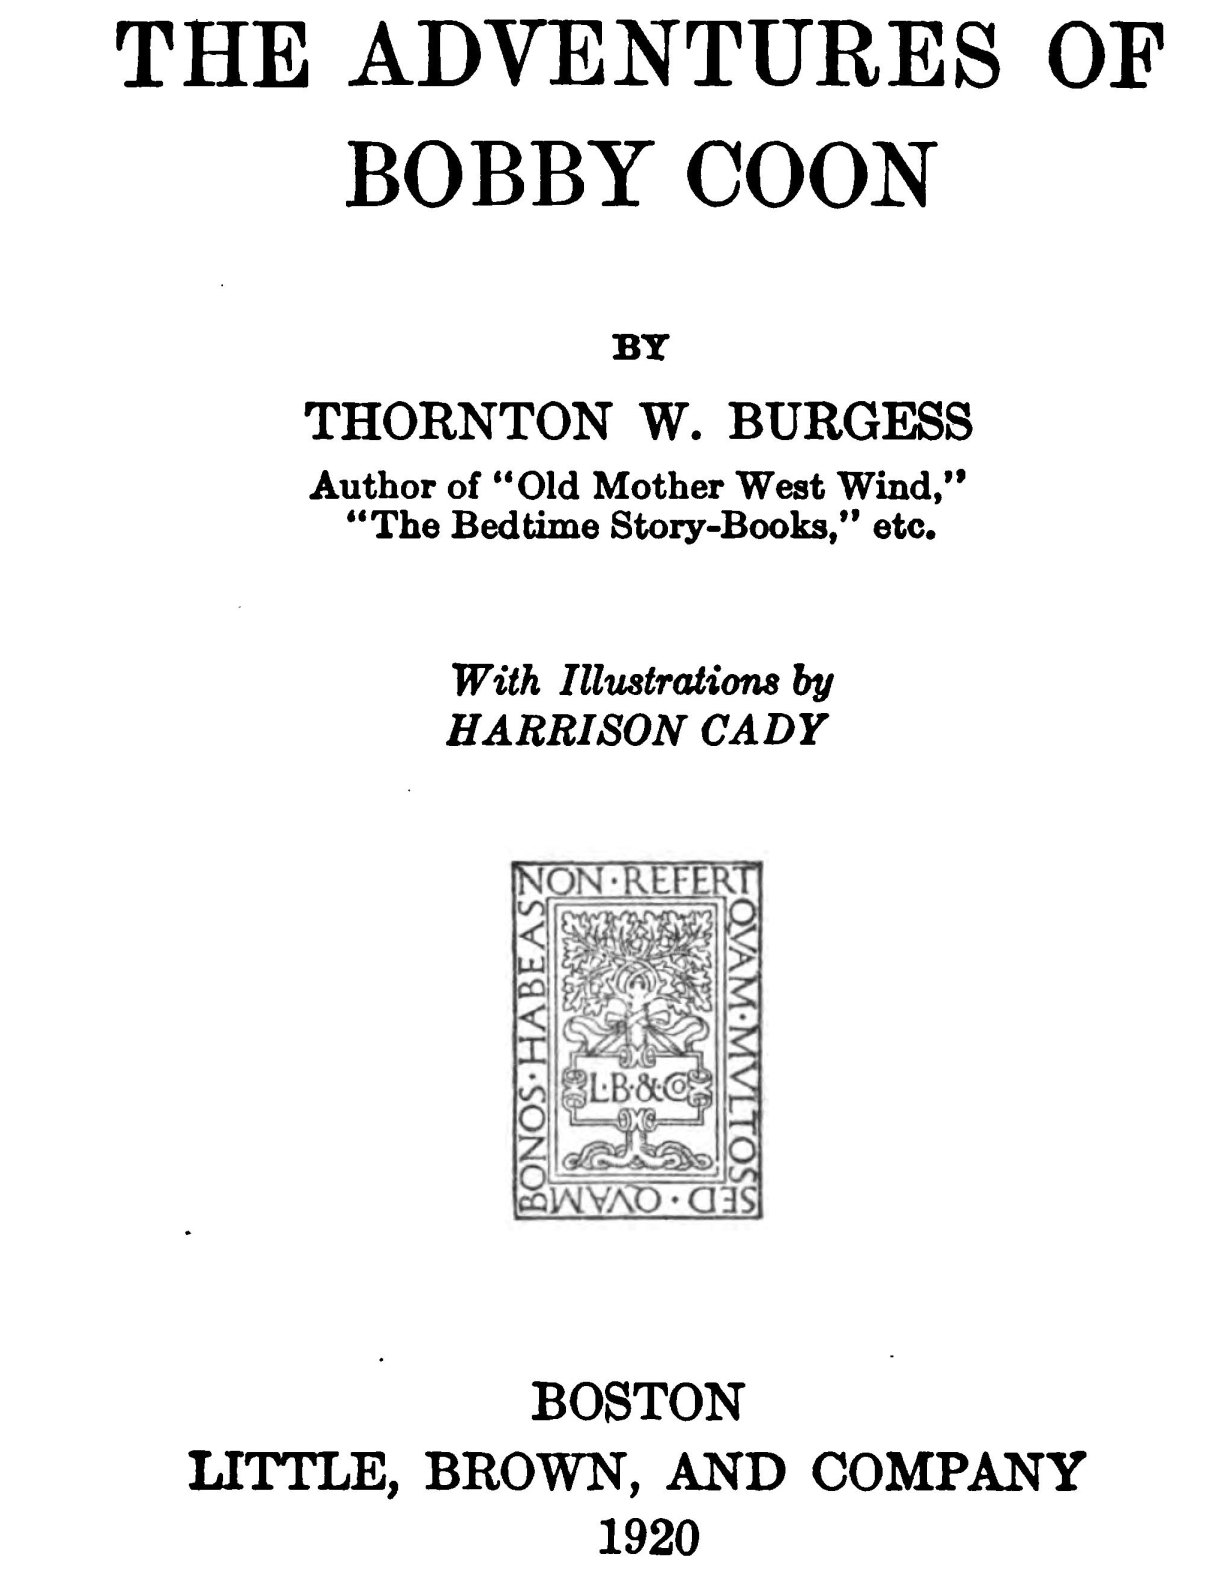 THE ADVENTURES OF
BOBBY COON
BY
THORNTON W. BURGESS
Author of "Old Mother West Wind,"
"The Bedtime Story-Books," etc.
With Illustrations by
HARRISON CADY
NON·REFERT
QVAM·MVLTOS
SED·QVAM
BONOS·HABEAS
L·B·&·Co
BOSTON
LITTLE, BROWN, AND COMPANY
1920